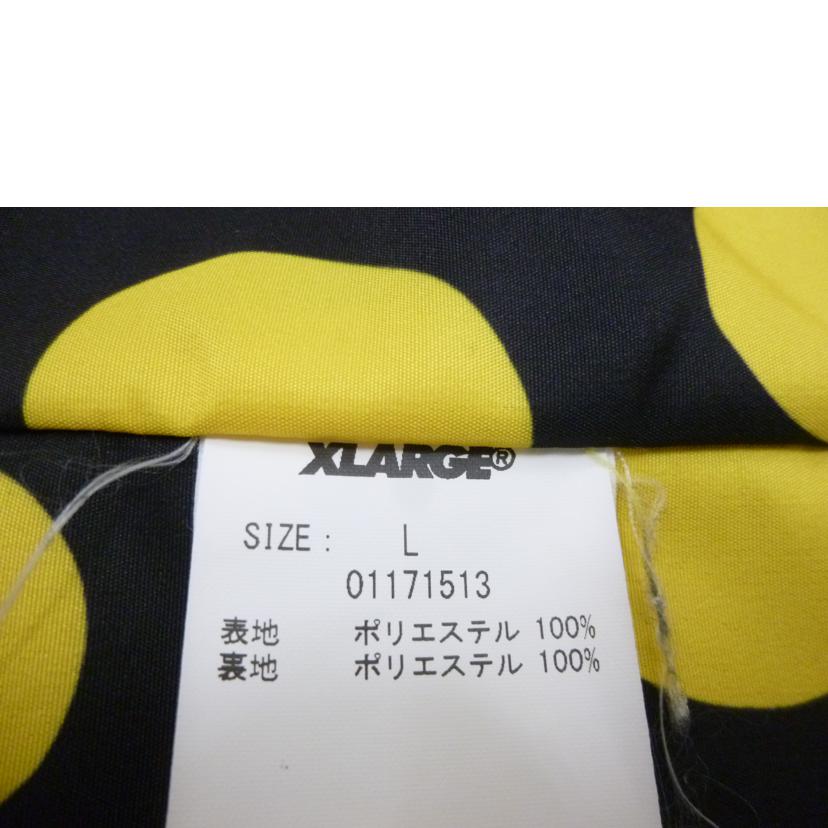 XLARGE®
SIZE： L
01171513
表地 ポリエステル 100%
裏地 ポリエステル 100%